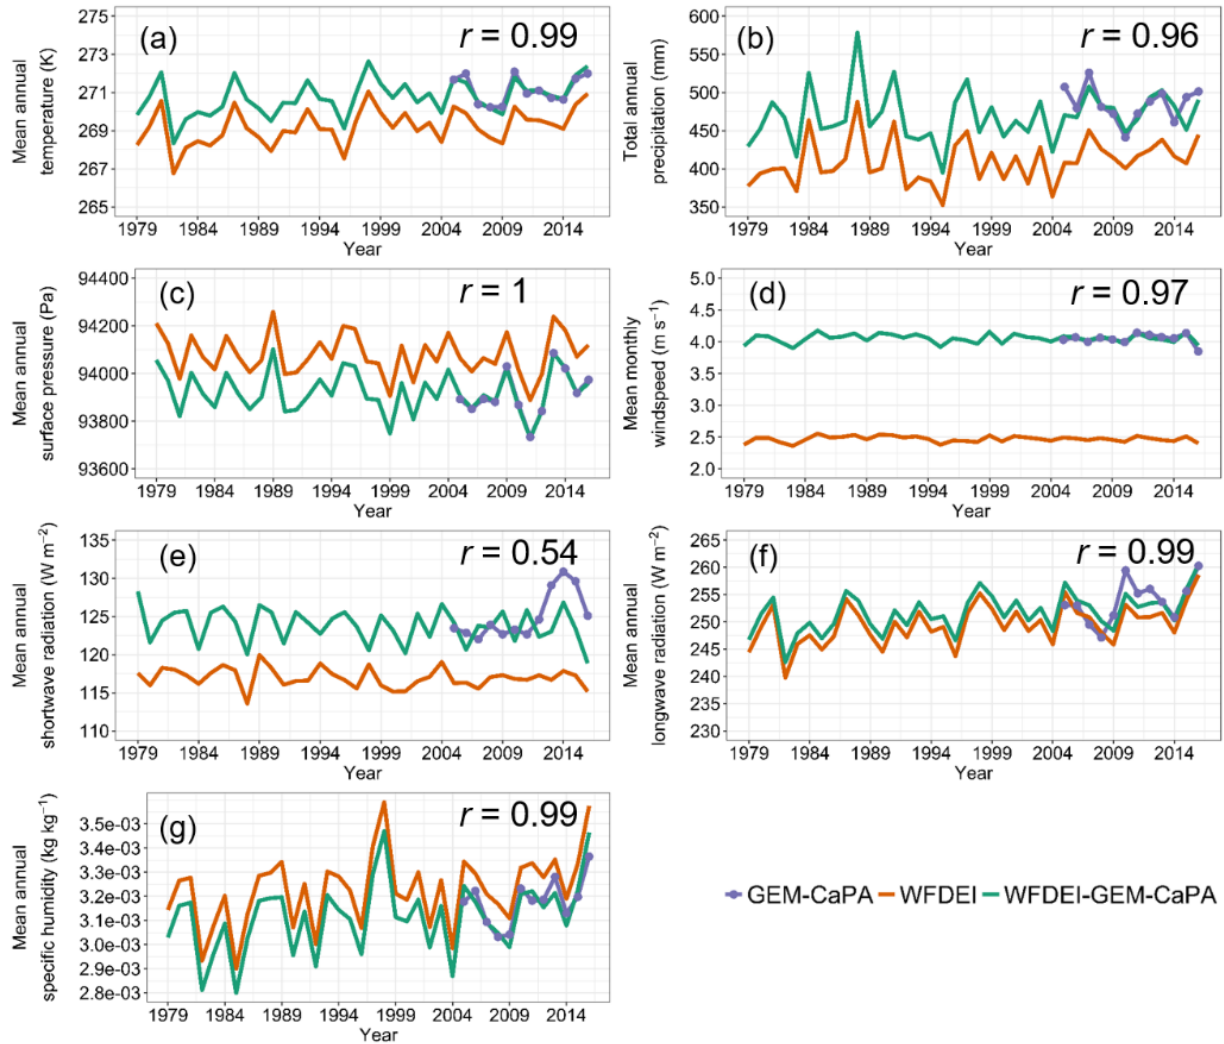 (a)
r = 0.99
Mean annual
temperature (K)
275
273
271
269
267
265
1979 1984 1989 1994 1999 2004 2009 2014
Year
(b)
r = 0.96
Total annual
precipitation (mm)
600
550
500
450
400
350
1979 1984 1989 1994 1999 2004 2009 2014
Year
(c)
r = 1
Mean annual
surface pressure (Pa)
94400
94200
94000
93800
93600
1979 1984 1989 1994 1999 2004 2009 2014
Year
(d)
r = 0.97
Mean monthly
windspeed (m s⁻¹)
5.0
4.5
4.0
3.5
3.0
2.5
2.0
1979 1984 1989 1994 1999 2004 2009 2014
Year
(e)
r = 0.54
Mean annual
shortwave radiation (W m⁻²)
135
130
125
120
115
110
1979 1984 1989 1994 1999 2004 2009 2014
Year
(f)
r = 0.99
Mean annual
longwave radiation (W m⁻²)
265
260
255
250
245
240
235
230
1979 1984 1989 1994 1999 2004 2009 2014
Year
(g)
r = 0.99
Mean annual
specific humidity (kg kg⁻¹)
3.5e-03
3.4e-03
3.3e-03
3.2e-03
3.1e-03
3.0e-03
2.9e-03
2.8e-03
1979 1984 1989 1994 1999 2004 2009 2014
Year
GEM-CaPA WFDEI WFDEI-GEM-CaPA